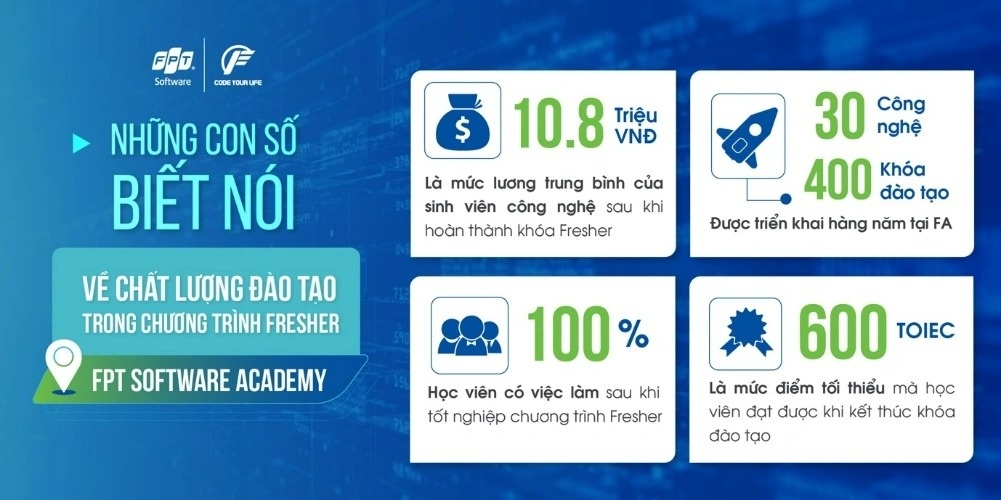 FPT
Software
CODE YOUR LIFE
NHỮNG CON SỐ
BIẾT NÓI
VỀ CHẤT LƯỢNG ĐÀO TẠO
TRONG CHƯƠNG TRÌNH FRESHER
FPT SOFTWARE ACADEMY
$
10.8 Triệu
VNĐ
Là mức lương trung bình của
sinh viên công nghệ sau khi
hoàn thành khóa Fresher
30 Công
nghệ
400 Khóa
đào tạo
Được triển khai hàng năm tại FA
100 %
Học viên có việc làm sau khi
tốt nghiệp chương trình Fresher
600 TOIEC
Là mức điểm tối thiểu mà học
viên đạt được khi kết thúc khóa
đào tạo